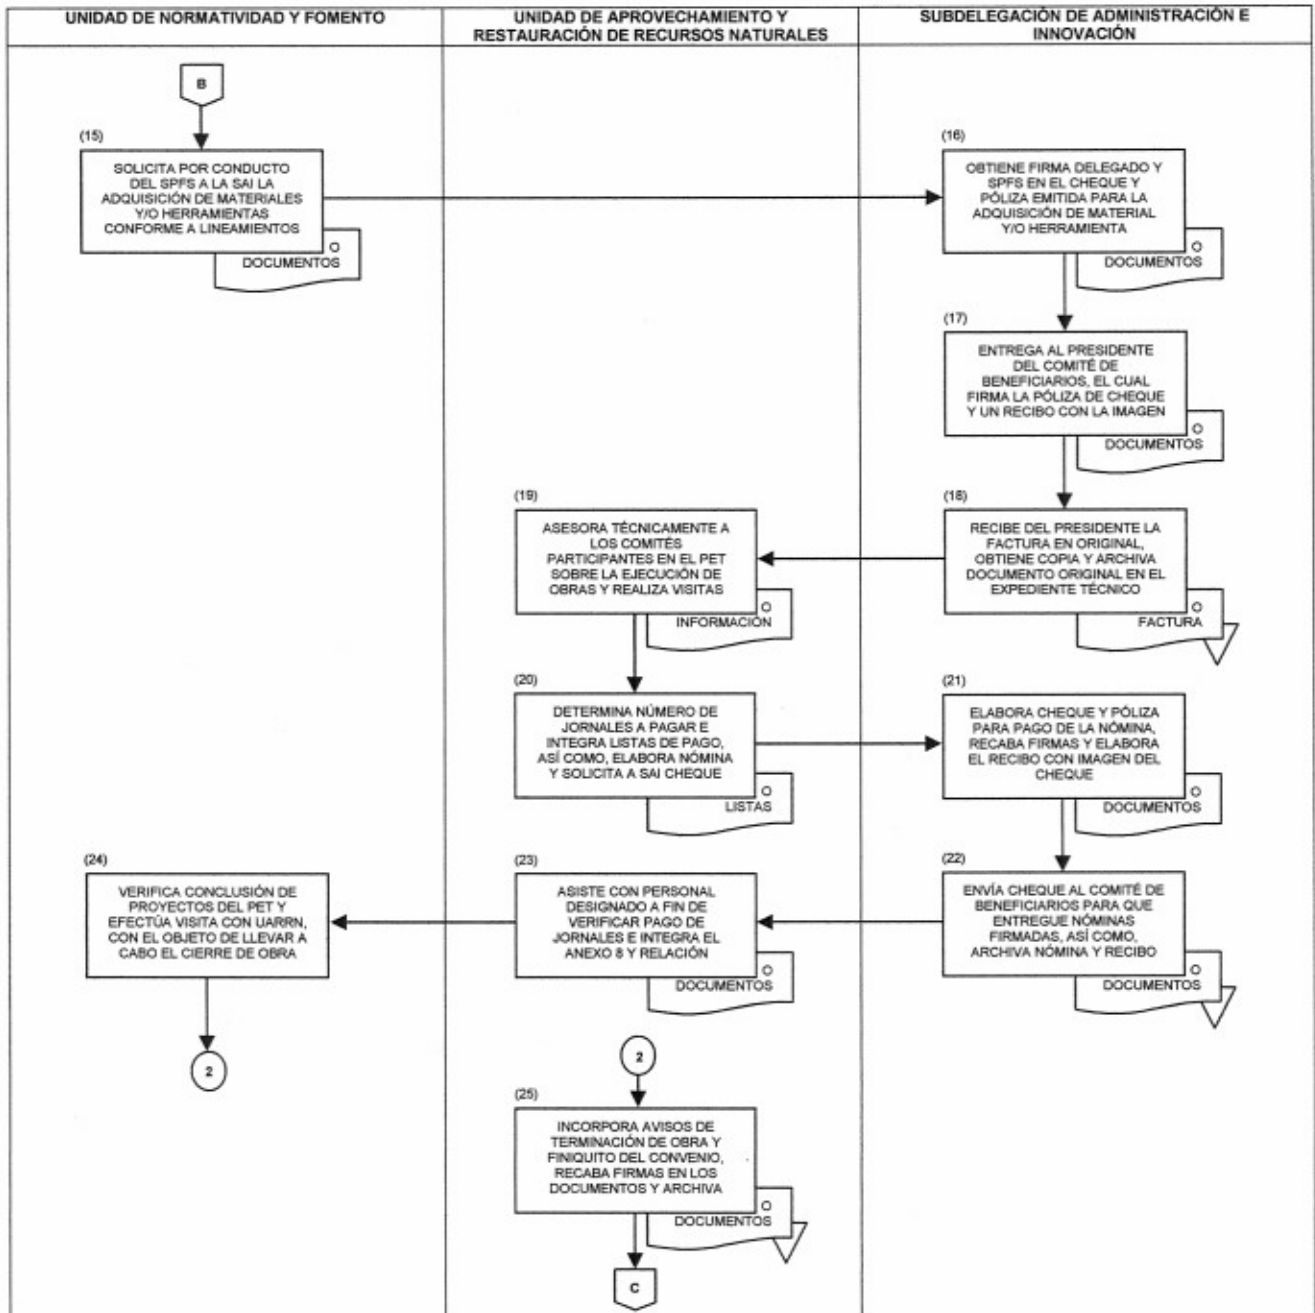 UNIDAD DE NORMATIVIDAD Y FOMENTO
UNIDAD DE APROVECHAMIENTO Y
RESTAURACIÓN DE RECURSOS NATURALES
SUBDELEGACIÓN DE ADMINISTRACIÓN E
INNOVACIÓN
B
(15)
SOLICITA POR CONDUCTO
DEL SPFS A LA SAI LA
ADQUISICIÓN DE MATERIALES
Y/O HERRAMIENTAS
CONFORME A LINEAMIENTOS
O
DOCUMENTOS
(16)
OBTIENE FIRMA DELEGADO Y
SPFS EN EL CHEQUE Y
PÓLIZA EMITIDA PARA LA
ADQUISICIÓN DE MATERIAL
Y/O HERRAMIENTA
O
DOCUMENTOS
(17)
ENTREGA AL PRESIDENTE
DEL COMITÉ DE
BENEFICIARIOS, EL CUAL
FIRMA LA PÓLIZA DE CHEQUE
Y UN RECIBO CON LA IMAGEN
O
DOCUMENTOS
(18)
RECIBE DEL PRESIDENTE LA
FACTURA EN ORIGINAL,
OBTIENE COPIA Y ARCHIVA
DOCUMENTO ORIGINAL EN EL
EXPEDIENTE TÉCNICO
O
FACTURA
(19)
ASESORA TÉCNICAMENTE A
LOS COMITÉS
PARTICIPANTES EN EL PET
SOBRE LA EJECUCIÓN DE
OBRAS Y REALIZA VISITAS
O
INFORMACIÓN
(20)
DETERMINA NÚMERO DE
JORNALES A PAGAR E
INTEGRA LISTAS DE PAGO,
ASÍ COMO, ELABORA NÓMINA
Y SOLICITA A SAI CHEQUE
O
LISTAS
(21)
ELABORA CHEQUE Y PÓLIZA
PARA PAGO DE LA NÓMINA,
RECABA FIRMAS Y ELABORA
EL RECIBO CON IMAGEN DEL
CHEQUE
O
DOCUMENTOS
(22)
ENVÍA CHEQUE AL COMITÉ DE
BENEFICIARIOS PARA QUE
ENTREGUE NÓMINAS
FIRMADAS, ASÍ COMO,
ARCHIVA NÓMINA Y RECIBO
O
DOCUMENTOS
(23)
ASISTE CON PERSONAL
DESIGNADO A FIN DE
VERIFICAR PAGO DE
JORNALES E INTEGRA EL
ANEXO 8 Y RELACIÓN
O
DOCUMENTOS
(24)
VERIFICA CONCLUSIÓN DE
PROYECTOS DEL PET Y
EFECTÚA VISITA CON UARRN,
CON EL OBJETO DE LLEVAR A
CABO EL CIERRE DE OBRA
2
2
(25)
INCORPORA AVISOS DE
TERMINACIÓN DE OBRA Y
FINIQUITO DEL CONVENIO,
RECABA FIRMAS EN LOS
DOCUMENTOS Y ARCHIVA
O
DOCUMENTOS
C